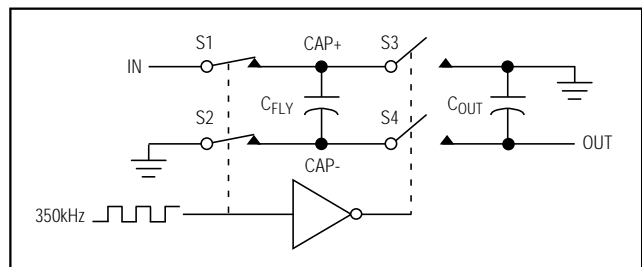 S1 CAP+ S3
IN
S2 CFLY S4 COUT
OUT
CAP-
350kHz